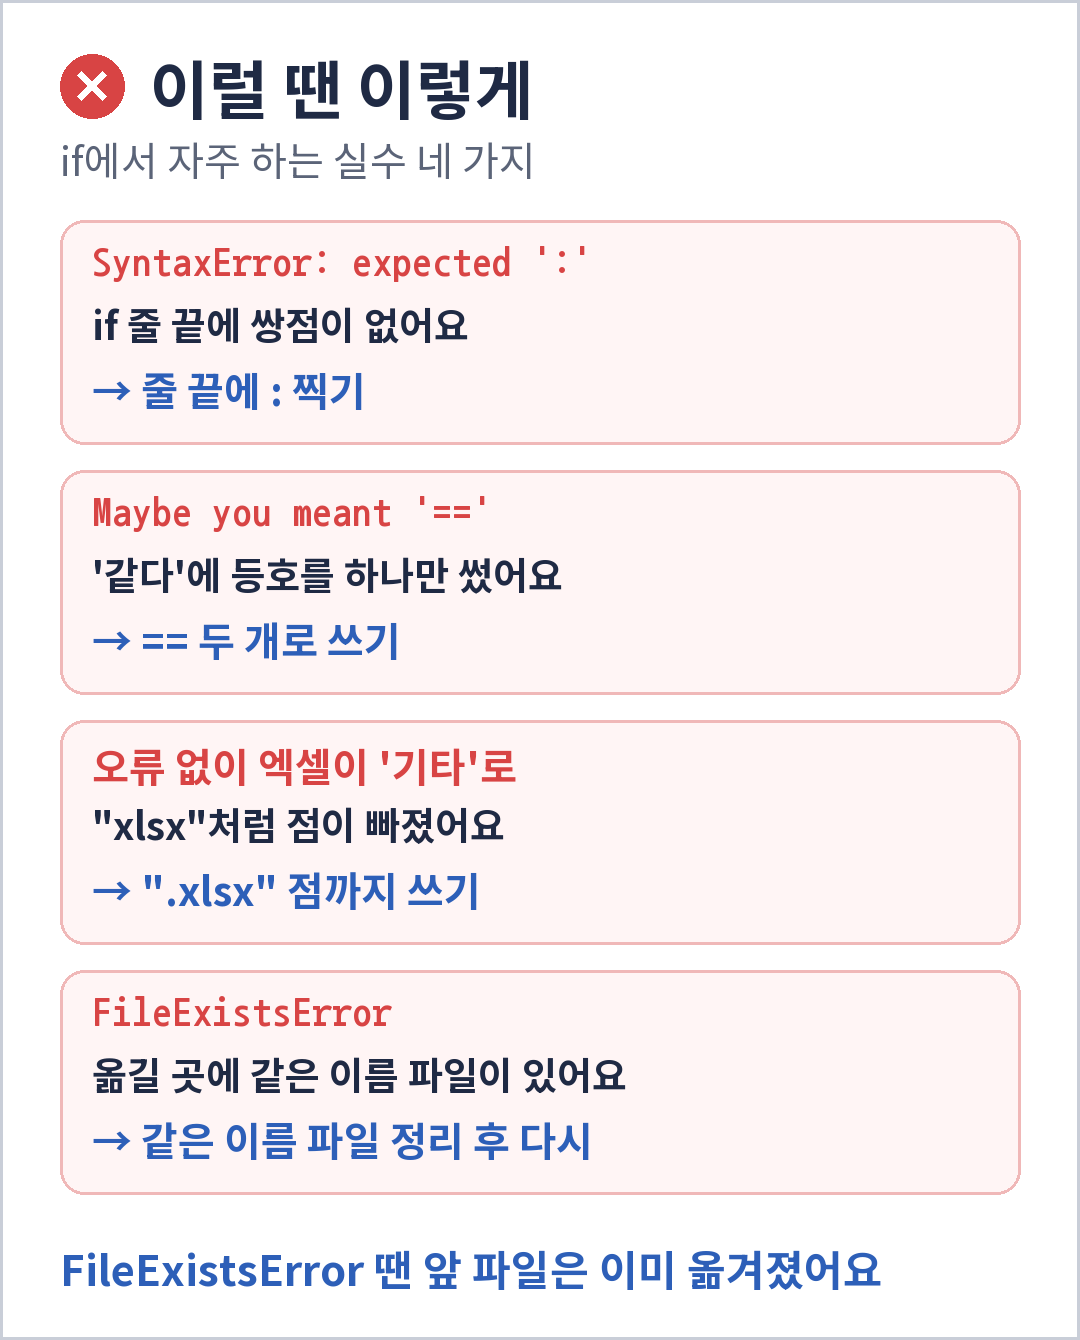 이럴 땐 이렇게
if에서 자주 하는 실수 네 가지
SyntaxError: expected ':'
if 줄 끝에 쌍점이 없어요
→ 줄 끝에 : 찍기
Maybe you meant '=='
'같다'에 등호를 하나만 썼어요
→ == 두 개로 쓰기
오류 없이 엑셀이 '기타'로
"xlsx"처럼 점이 빠졌어요
→ ".xlsx" 점까지 쓰기
FileExistsError
옮길 곳에 같은 이름 파일이 있어요
→ 같은 이름 파일 정리 후 다시
FileExistsError 땐 앞 파일은 이미 옮겨졌어요